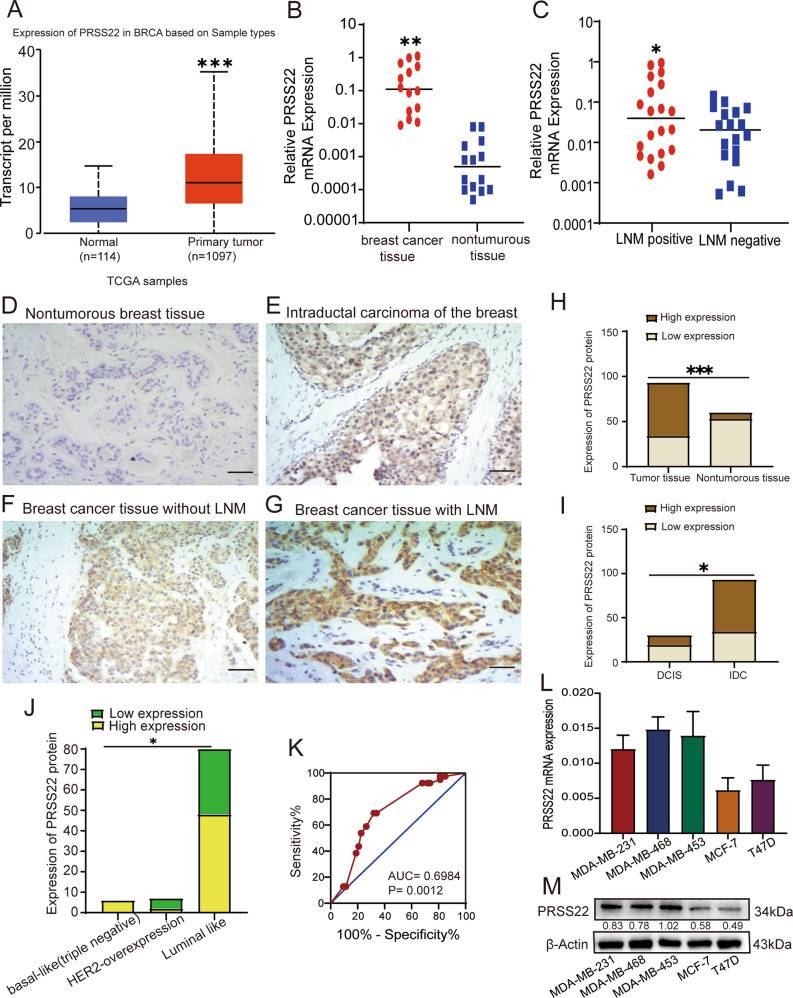 A
Expression of PRSS22 in BRCA based on Sample types
Transcript per million
40
30
20
10
0
***
Normal
(n=114)
Primary tumor
(n=1097)
TCGA samples
B
Relative PRSS22
mRNA Expression
10
1
0.1
0.01
0.001
0.0001
0.00001
**
breast cancer
tissue
nontumurous
tissue
C
Relative PRSS22
mRNA Expression
10
1
0.1
0.01
0.001
0.0001
*
LNM positive
LNM negative
D
Nontumorous breast tissue
E
Intraductal carcinoma of the breast
F
Breast cancer tissue without LNM
G
Breast cancer tissue with LNM
H
High expression
Low expression
Expression of PRSS22 protein
150
100
50
0
***
Tumor tissue
Nontumorous tissue
I
High expression
Low expression
Expression of PRSS22 protein
150
100
50
0
*
DCIS
IDC
J
Low expression
High expression
Expression of PRSS22 protein
80
70
60
50
40
30
20
10
0
*
basal-like(triple negative)
HER2-overexpression
Luminal like
K
Sensitivity%
100
80
60
40
20
0
AUC= 0.6984
P= 0.0012
0 20 40 60 80 100
100% - Specificity%
L
PRSS22 mRNA expression
0.020
0.015
0.010
0.005
0.000
MDA-MB-231
MDA-MB-468
MDA-MB-453
MCF-7
T47D
M
PRSS22
34kDa
0.83 0.78 1.02 0.58 0.49
β-Actin
43kDa
MDA-MB-231
MDA-MB-468
MDA-MB-453
MCF-7
T47D